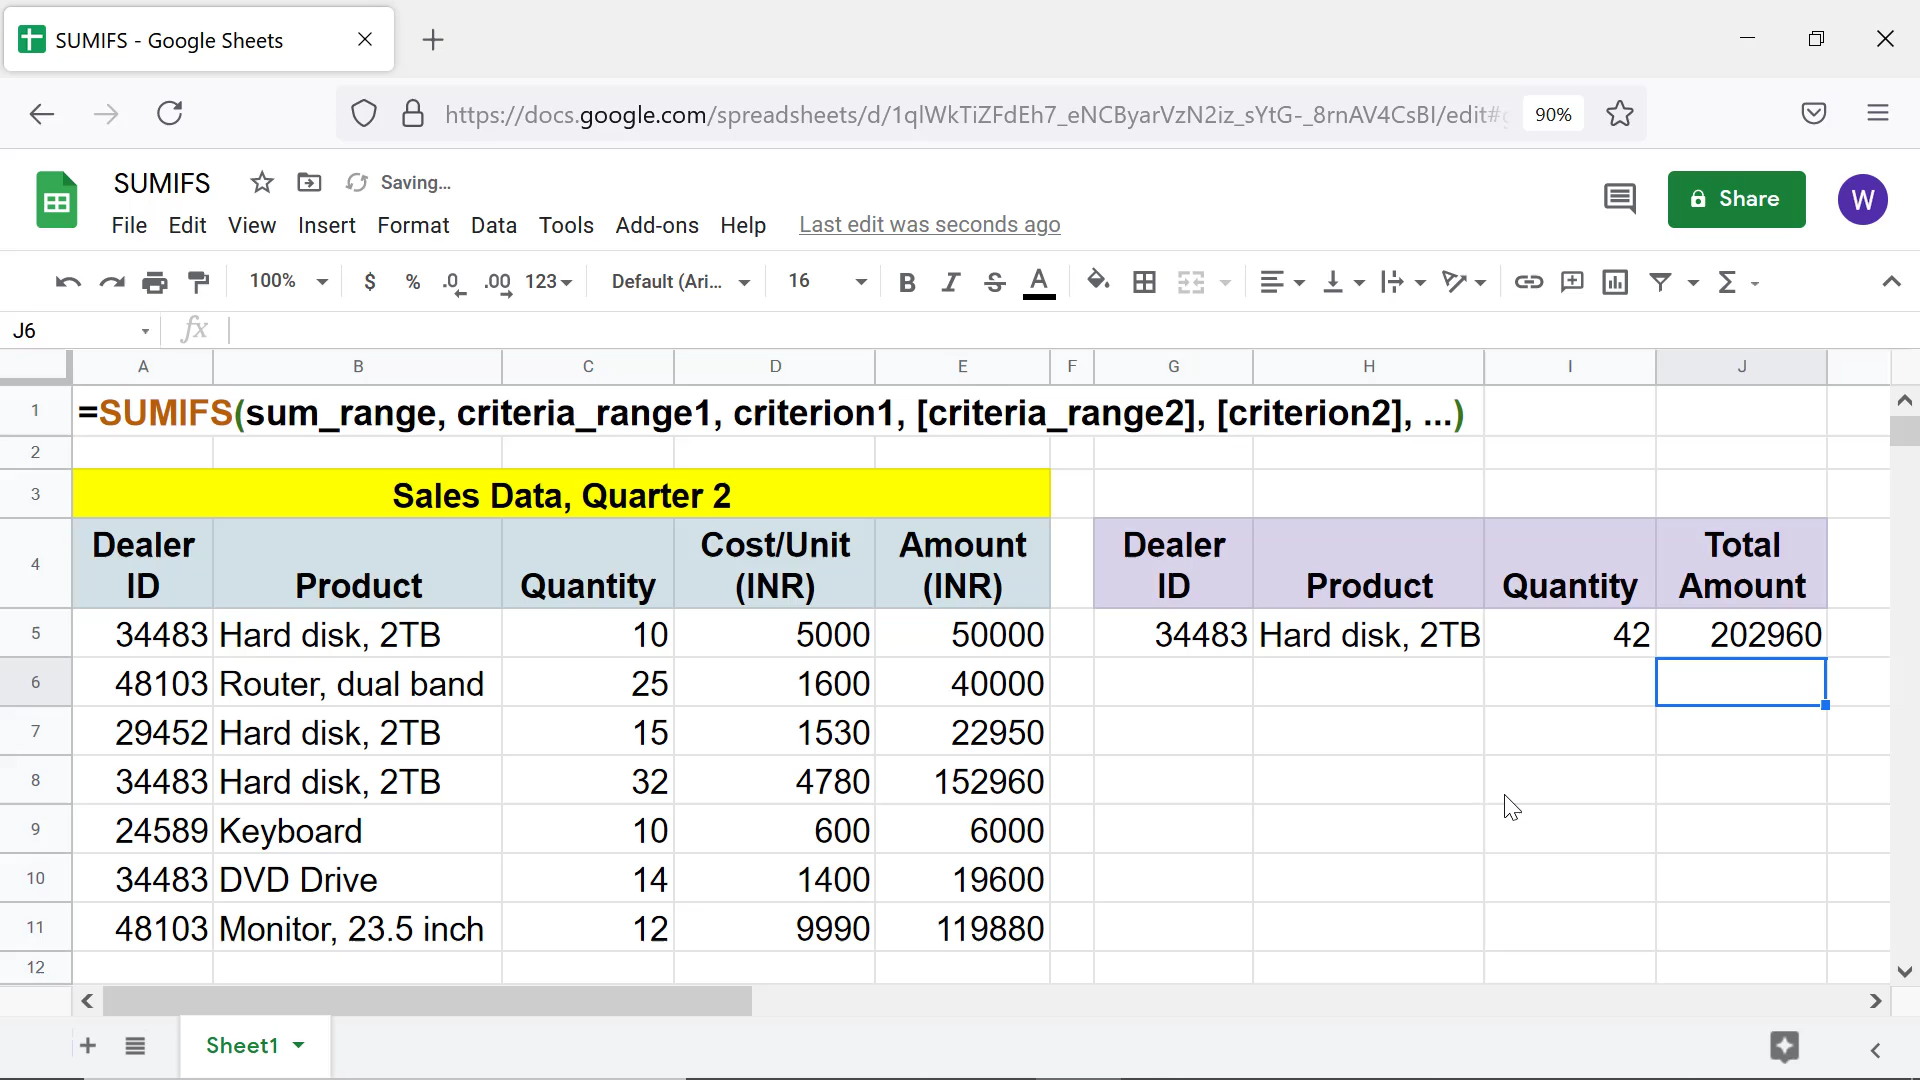 SUMIFS - Google Sheets
https://docs.google.com/spreadsheets/d/1qlWkTiZFdEh7_eNCByarVzN2iz_sYtG-_8rnAV4CsBI/edit# 90%
SUMIFS Saving...
File Edit View Insert Format Data Tools Add-ons Help Last edit was seconds ago
Share W
100% $ % .0 .00 123 Default (Ari... 16 B I S A Σ
J6 fx
A B C D E F G H I J
1 =SUMIFS(sum_range, criteria_range1, criterion1, [criteria_range2], [criterion2], ...)
2
3 Sales Data, Quarter 2
4 Dealer ID Product Quantity Cost/Unit (INR) Amount (INR) Dealer ID Product Quantity Total Amount
5 34483 Hard disk, 2TB 10 5000 50000 34483 Hard disk, 2TB 42 202960
6 48103 Router, dual band 25 1600 40000
7 29452 Hard disk, 2TB 15 1530 22950
8 34483 Hard disk, 2TB 32 4780 152960
9 24589 Keyboard 10 600 6000
10 34483 DVD Drive 14 1400 19600
11 48103 Monitor, 23.5 inch 12 9990 119880
12
Sheet1